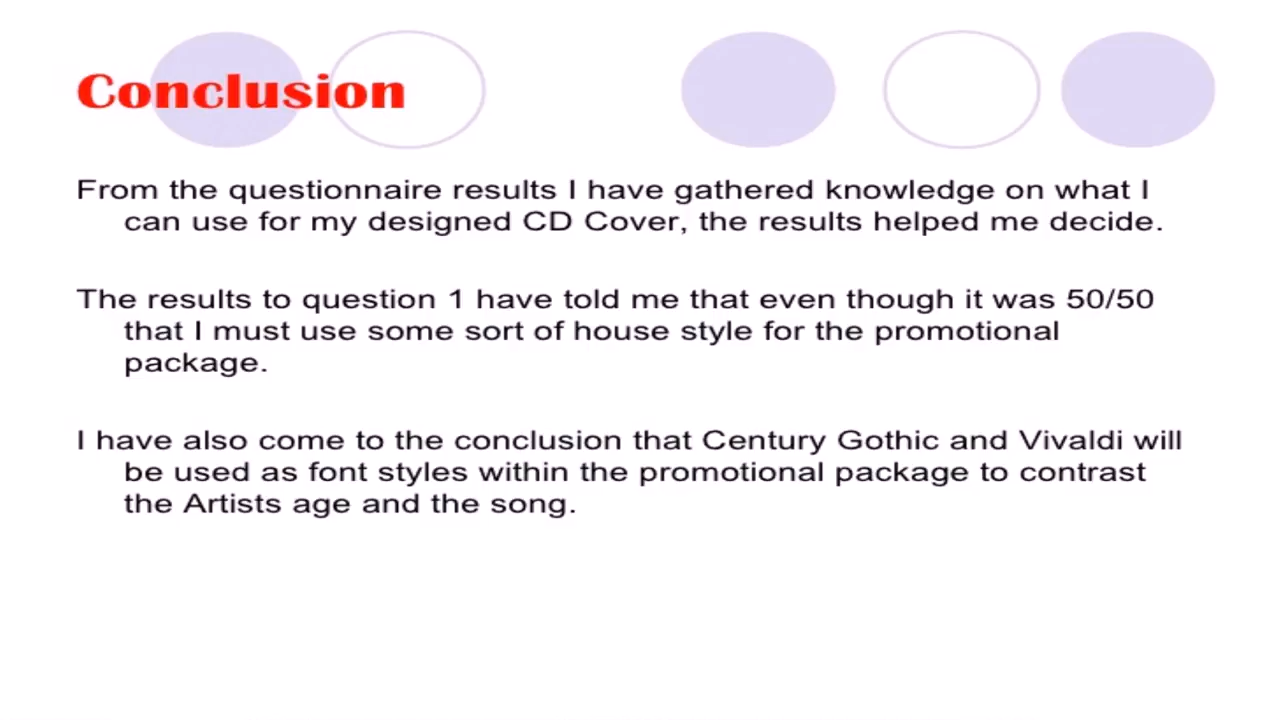 Conclusion
From the questionnaire results I have gathered knowledge on what I
can use for my designed CD Cover, the results helped me decide.
The results to question 1 have told me that even though it was 50/50
that I must use some sort of house style for the promotional
package.
I have also come to the conclusion that Century Gothic and Vivaldi will
be used as font styles within the promotional package to contrast
the Artists age and the song.